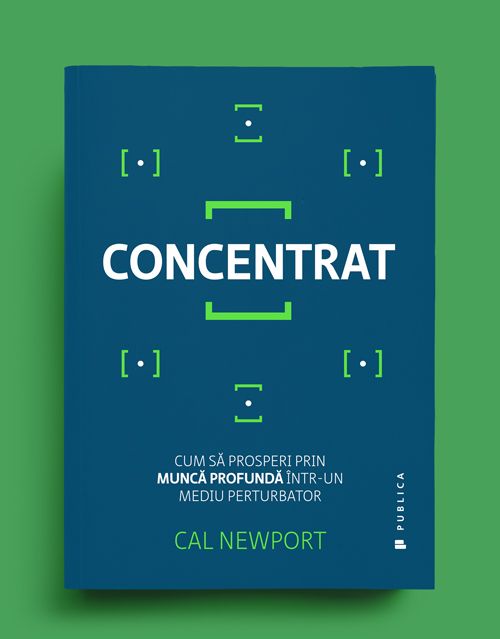 CONCENTRAT
CUM SĂ PROSPERI PRIN
MUNCĂ PROFUNDĂ ÎNTR-UN
MEDIU PERTURBATOR
CAL NEWPORT
PUBLICA